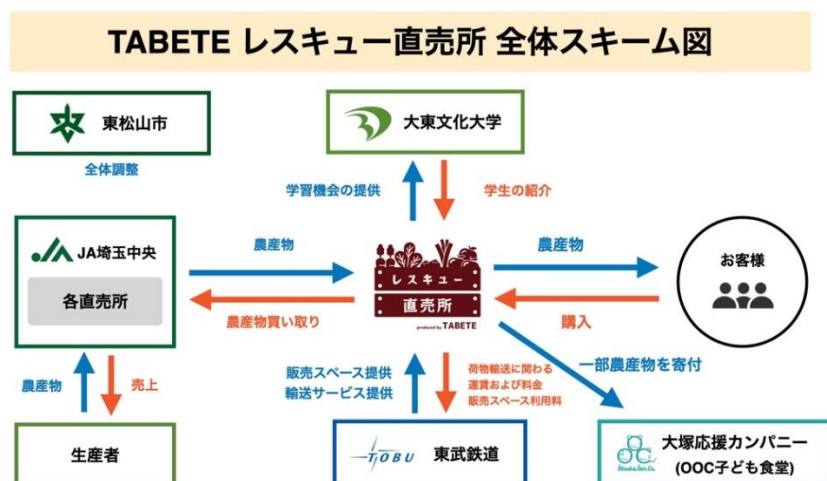 TABETE レスキュー直売所 全体スキーム図
東松山市
全体調整
大東文化大学
学習機会の提供
学生の紹介
JA埼玉中央
各直売所
農産物
農産物買い取り
レスキュー
直売所
produced by TABETE
農産物
購入
お客様
農産物
売上
販売スペース提供
輸送サービス提供
荷物輸送に関わる
運賃および料金
販売スペース利用料
一部農産物を寄付
生産者
TOBU 東武鉄道
OC
Otsuka.Ouen.Co.
大塚応援カンパニー
(OOC子ども食堂)